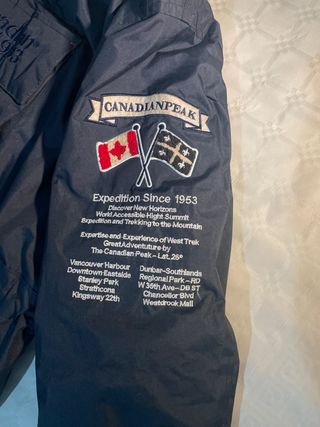 93
CANADIANPEAK
Expedition Since 1953
Discover New Horizons
World Accessible Hight Summit
Expedition and Trekking to the Mountain
Expertise and Experience of West Trek
Great Adventuture by
The Canadian Peak - Lat. 26°
Vancouver Harbour
Downtown Eastside
Stanley Park
Strathcona
Kingsway 22th
Dunbar-Southlands
Regional Park-RD
W 36th Ave-DB ST
Chancellor Blvd
Westbrook Mall